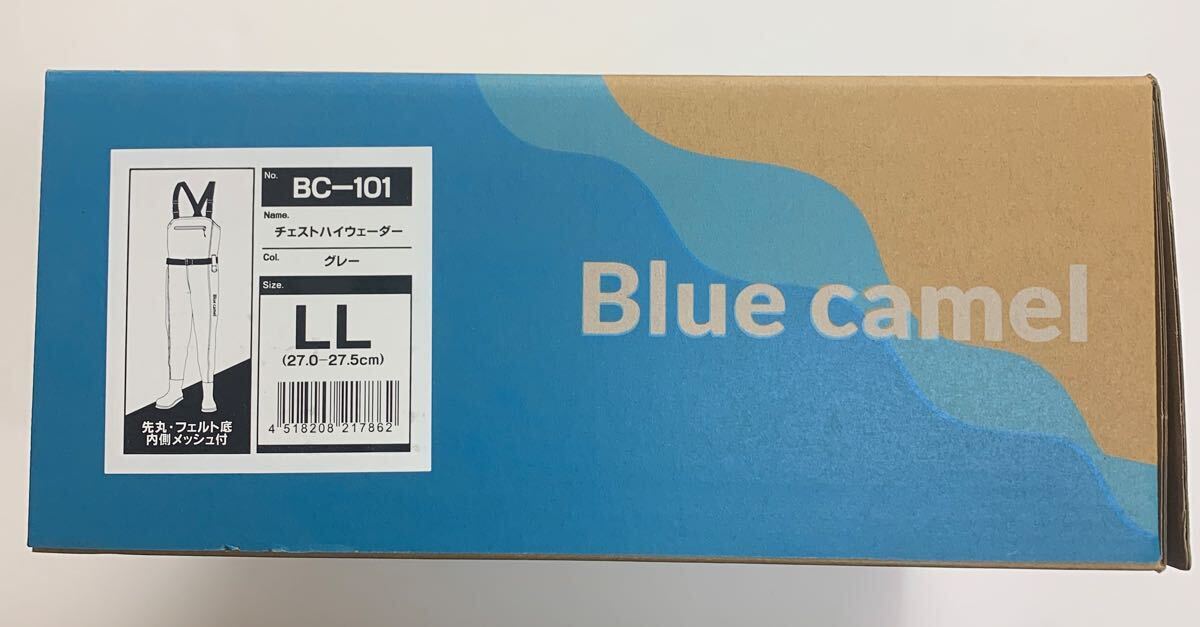 No. BC-101
Name.
チェストハイウェーダー
Col. グレー
Size.
LL
(27.0-27.5cm)
4 518208 217862
Blue camel
先丸・フェルト底
内側メッシュ付
Blue camel